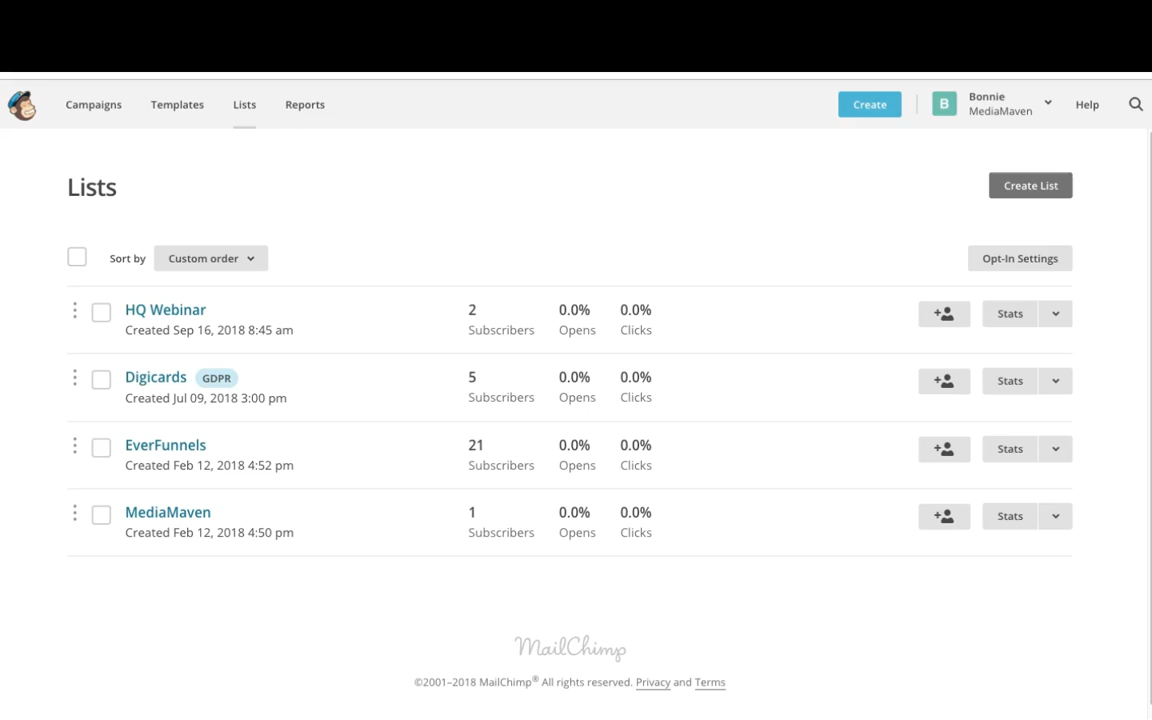 Campaigns Templates Lists Reports Create B Bonnie MediaMaven Help
Lists Create List
Sort by Custom order Opt-In Settings
HQ Webinar 2 0.0% 0.0% Stats
Created Sep 16, 2018 8:45 am Subscribers Opens Clicks
Digicards GDPR 5 0.0% 0.0% Stats
Created Jul 09, 2018 3:00 pm Subscribers Opens Clicks
EverFunnels 21 0.0% 0.0% Stats
Created Feb 12, 2018 4:52 pm Subscribers Opens Clicks
MediaMaven 1 0.0% 0.0% Stats
Created Feb 12, 2018 4:50 pm Subscribers Opens Clicks
MailChimp
©2001–2018 MailChimp® All rights reserved. Privacy and Terms